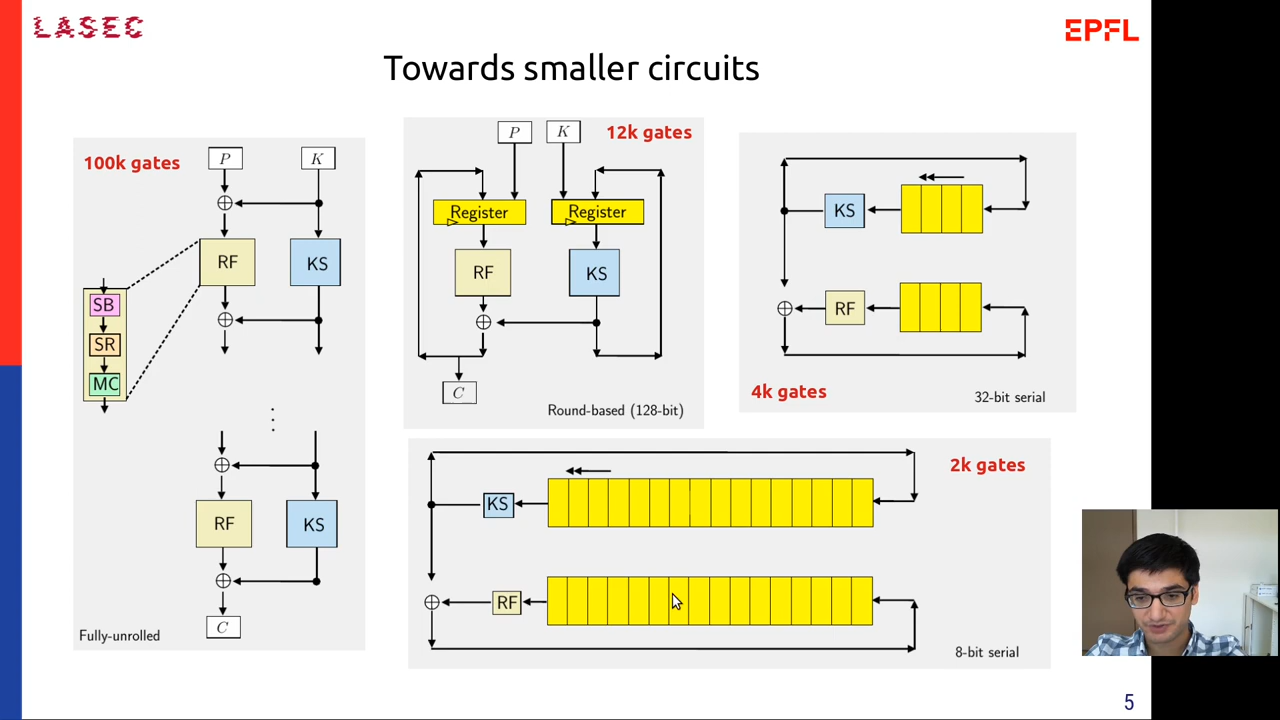 LASEC
EPFL
Towards smaller circuits
100k gates
P
K
RF
KS
SB
SR
MC
RF
KS
C
Fully-unrolled
P
K
12k gates
Register
Register
RF
KS
C
Round-based (128-bit)
KS
RF
4k gates
32-bit serial
2k gates
KS
RF
8-bit serial
5